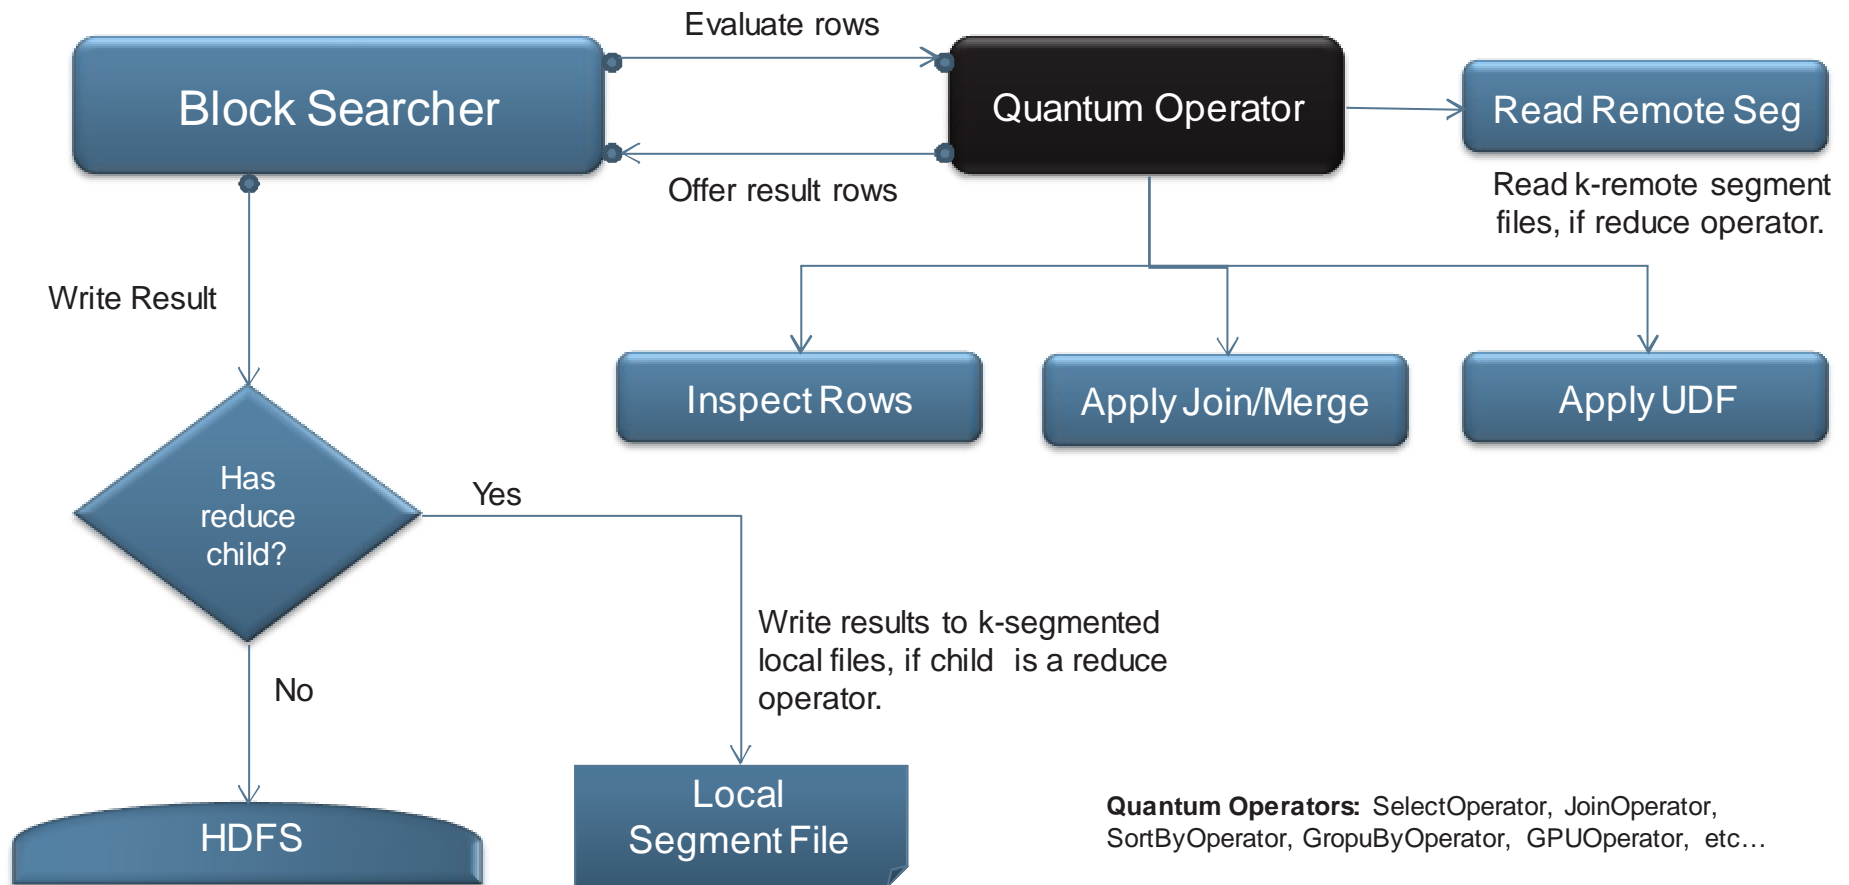 Evaluate rows
Block Searcher
Quantum Operator
Read Remote Seg
Offer result rows
Read k-remote segment
files, if reduce operator.
Write Result
Inspect Rows
Apply Join/Merge
Apply UDF
Has
reduce
child?
Yes
Write results to k-segmented
local files, if child is a reduce
operator.
No
HDFS
Local
Segment File
Quantum Operators: SelectOperator, JoinOperator,
SortByOperator, GropuByOperator, GPUOperator, etc…